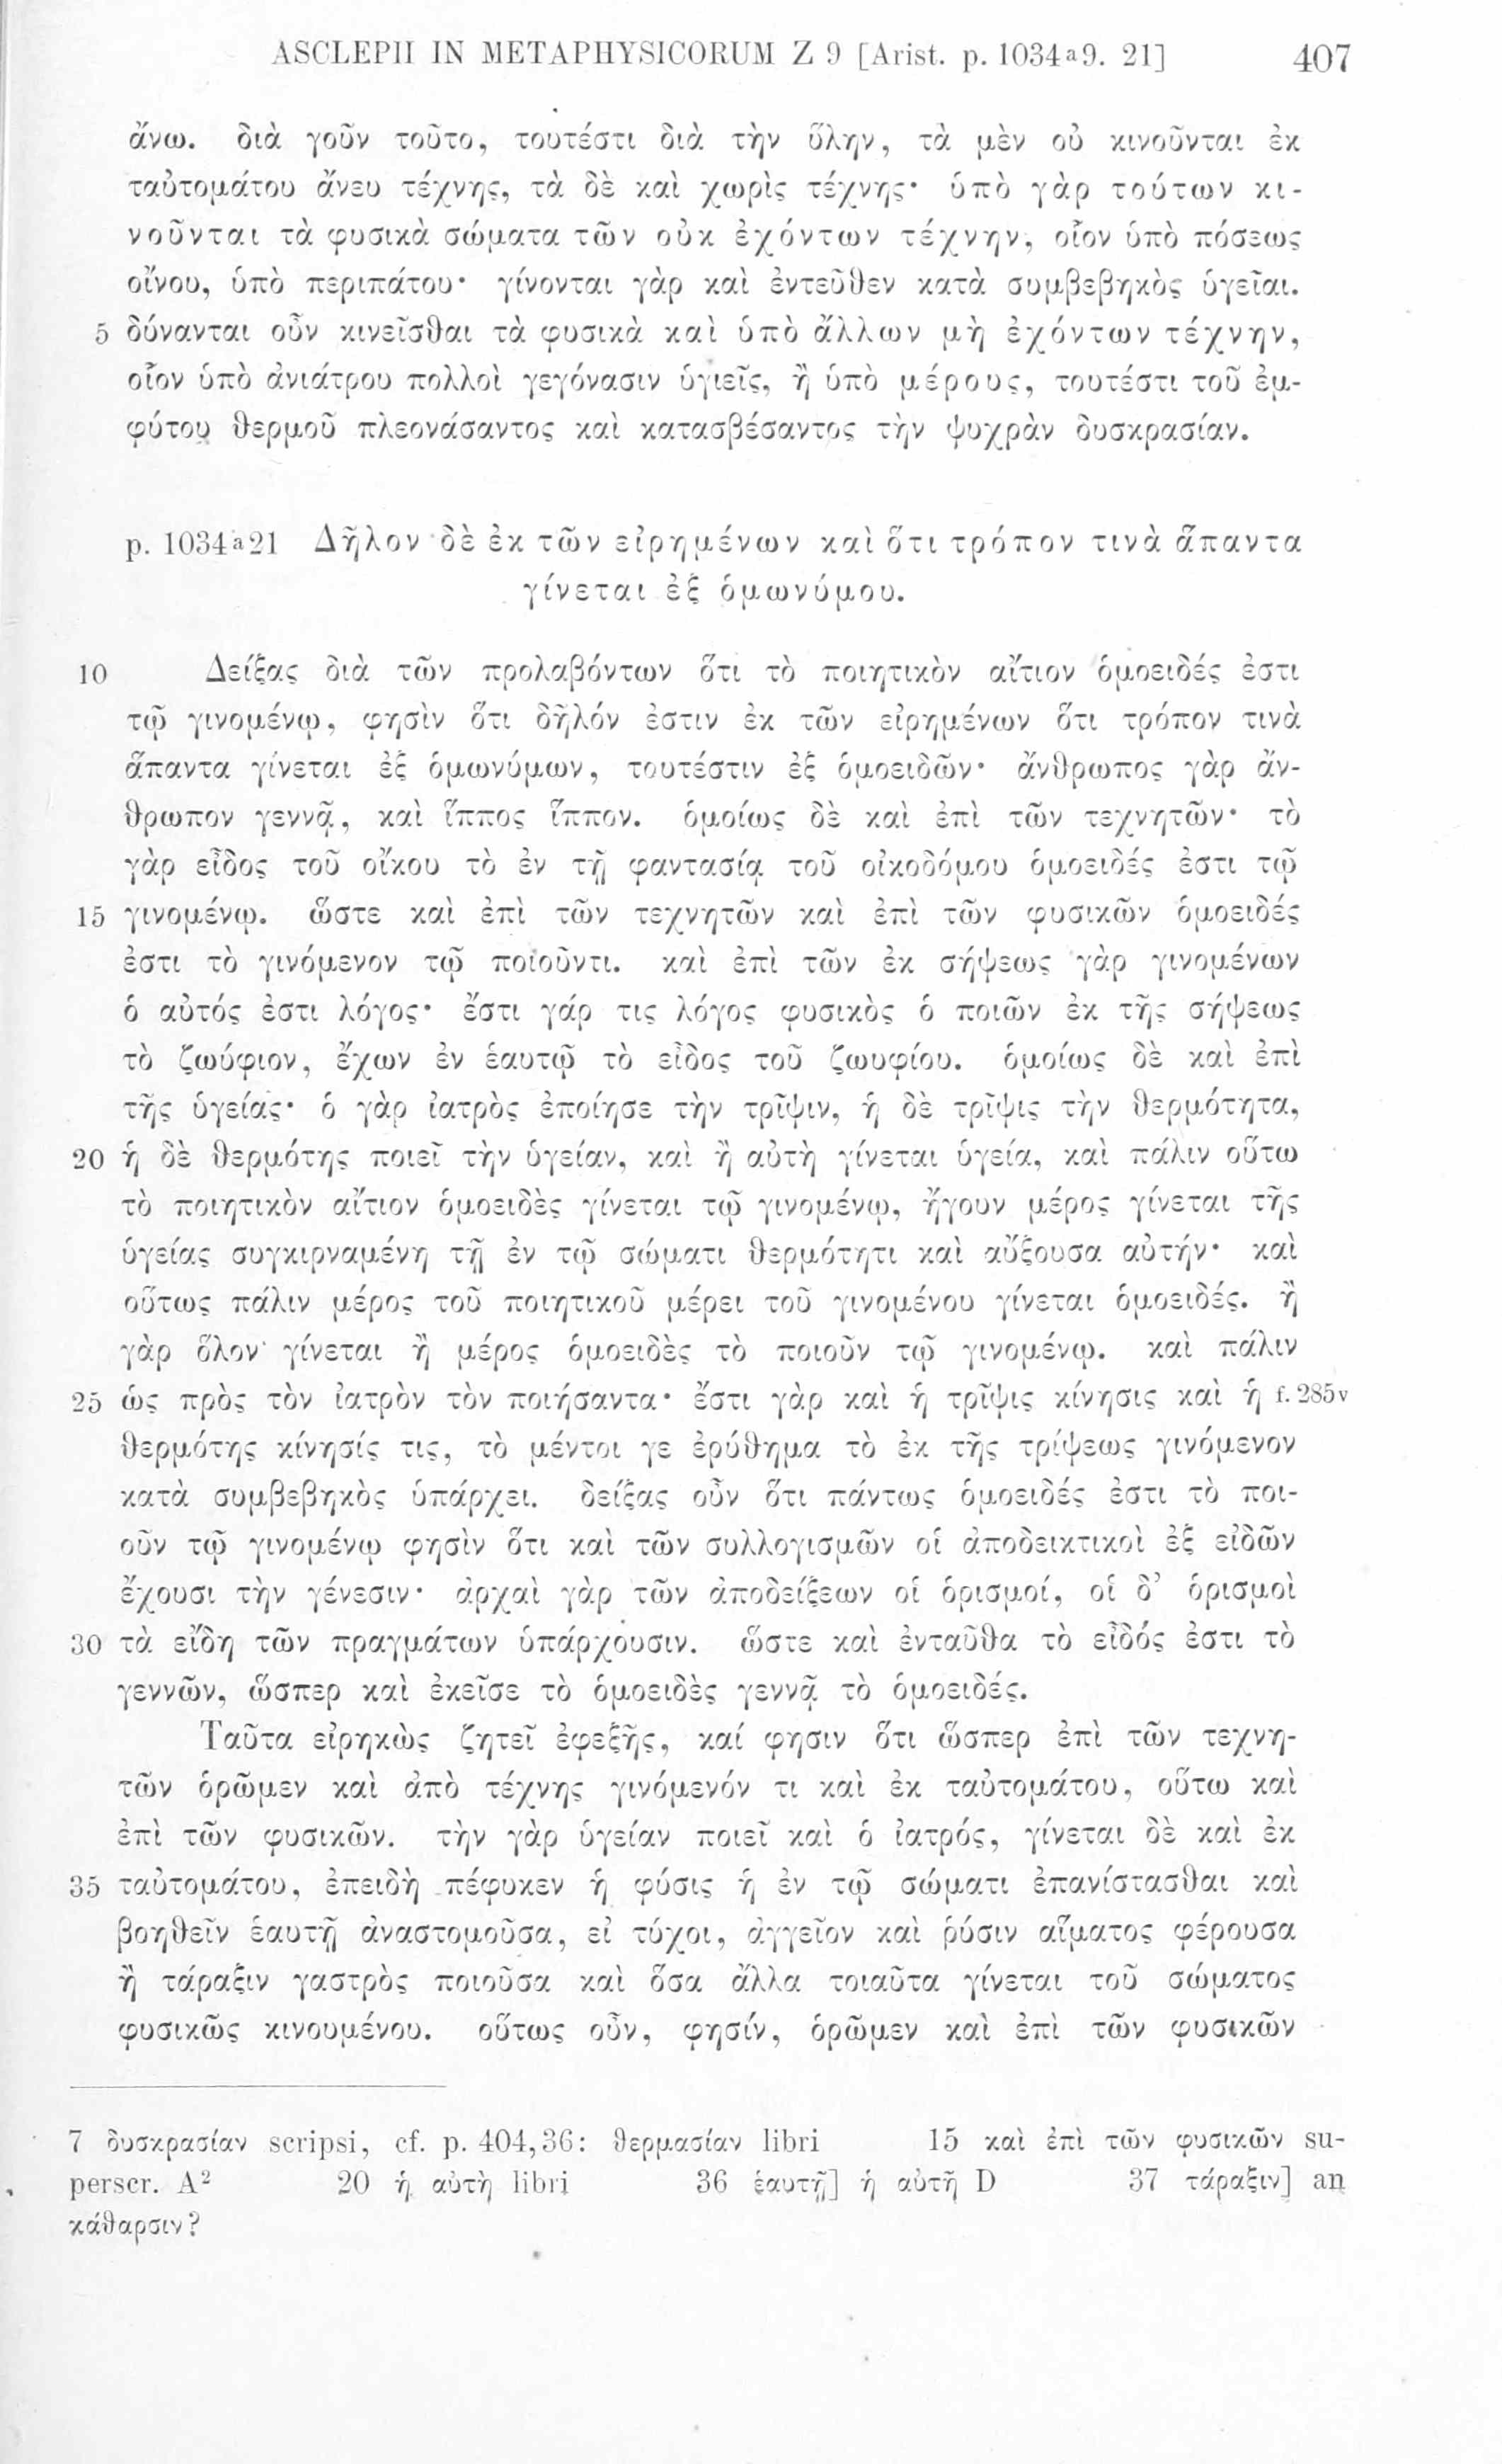 ASCLEPII IN METAPHYSICORUM Z 9 [Arist. p. 1034a9. 21] 407
ἄνω. διὰ γοῦν τοῦτο, τουτέστι διὰ τὴν ὕλην, τὰ μὲν οὐ κινοῦνται ἐκ
ταὐτομάτου ἄνευ τέχνης, τὰ δὲ καὶ χωρὶς τέχνης· ὑπὸ γὰρ τούτων κι-
νοῦνται τὰ φυσικὰ σώματα τῶν οὐκ ἐχόντων τέχνην, οἷον ὑπὸ πόσεως
οἴνου, ὑπὸ περιπάτου· γίνονται γὰρ καὶ ἐντεῦθεν κατὰ συμβεβηκὸς ὑγεῖαι.
5 δύνανται οὖν κινεῖσθαι τὰ φυσικὰ καὶ ὑπὸ ἄλλων μὴ ἐχόντων τέχνην,
οἷον ὑπὸ ἀνιάτρου πολλοὶ γεγόνασιν ὑγιεῖς, ἢ ὑπὸ μέρους, τουτέστι τοῦ ἐμ-
φύτου θερμοῦ πλεονάσαντος καὶ κατασβέσαντος τὴν ψυχρὰν δυσκρασίαν.
p. 1034a21 Δῆλον δὲ ἐκ τῶν εἰρημένων καὶ ὅτι τρόπον τινὰ ἅπαντα
γίνεται ἐξ ὁμωνύμου.
10 Δείξας διὰ τῶν προλαβόντων ὅτι τὸ ποιητικὸν αἴτιον ὁμοειδές ἐστι
τῷ γινομένῳ, φησὶν ὅτι δῆλόν ἐστιν ἐκ τῶν εἰρημένων ὅτι τρόπον τινὰ
ἅπαντα γίνεται ἐξ ὁμωνύμων, τουτέστιν ἐξ ὁμοειδῶν· ἄνθρωπος γὰρ ἄν-
θρωπον γεννᾷ, καὶ ἵππος ἵππον. ὁμοίως δὲ καὶ ἐπὶ τῶν τεχνητῶν· τὸ
γὰρ εἶδος τοῦ οἴκου τὸ ἐν τῇ φαντασίᾳ τοῦ οἰκοδόμου ὁμοειδές ἐστι τῷ
15 γινομένῳ. ὥστε καὶ ἐπὶ τῶν τεχνητῶν καὶ ἐπὶ τῶν φυσικῶν ὁμοειδές
ἐστι τὸ γινόμενον τῷ ποιοῦντι. καὶ ἐπὶ τῶν ἐκ σήψεως γὰρ γινομένων
ὁ αὐτός ἐστι λόγος· ἔστι γάρ τις λόγος φυσικὸς ὁ ποιῶν ἐκ τῆς σήψεως
τὸ ζωύφιον, ἔχων ἐν ἑαυτῷ τὸ εἶδος τοῦ ζωυφίου. ὁμοίως δὲ καὶ ἐπὶ
τῆς ὑγείας· ὁ γὰρ ἰατρὸς ἐποίησε τὴν τρῖψιν, ἡ δὲ τρῖψις τὴν θερμότητα,
20 ἡ δὲ θερμότης ποιεῖ τὴν ὑγείαν, καὶ ἢ αὐτὴ γίνεται ὑγεία, καὶ πάλιν οὕτω
τὸ ποιητικὸν αἴτιον ὁμοειδὲς γίνεται τῷ γινομένῳ, ἤγουν μέρος γίνεται τῆς
ὑγείας συγκιρναμένη τῇ ἐν τῷ σώματι θερμότητι καὶ αὔξουσα αὐτήν· καὶ
οὕτως πάλιν μέρος τοῦ ποιητικοῦ μέρει τοῦ γινομένου γίνεται ὁμοειδές. ἢ
γὰρ ὅλον γίνεται ἢ μέρος ὁμοειδὲς τὸ ποιοῦν τῷ γινομένῳ. καὶ πάλιν
25 ὡς πρὸς τὸν ἰατρὸν τὸν ποιήσαντα· ἔστι γὰρ καὶ ἡ τρῖψις κίνησις καὶ ἡ f. 285v
θερμότης κίνησίς τις, τὸ μέντοι γε ἐρύθημα τὸ ἐκ τῆς τρίψεως γινόμενον
κατὰ συμβεβηκὸς ὑπάρχει. δείξας οὖν ὅτι πάντως ὁμοειδές ἐστι τὸ ποι-
οῦν τῷ γινομένῳ φησὶν ὅτι καὶ τῶν συλλογισμῶν οἱ ἀποδεικτικοὶ ἐξ εἰδῶν
ἔχουσι τὴν γένεσιν· ἀρχαὶ γὰρ τῶν ἀποδείξεων οἱ ὁρισμοί, οἱ δ’ ὁρισμοὶ
30 τὰ εἴδη τῶν πραγμάτων ὑπάρχουσιν. ὥστε καὶ ἐνταῦθα τὸ εἶδός ἐστι τὸ
γεννῶν, ὥσπερ καὶ ἐκεῖσε τὸ ὁμοειδὲς γεννᾷ τὸ ὁμοειδές.
Ταῦτα εἰρηκὼς ζητεῖ ἐφεξῆς, καί φησιν ὅτι ὥσπερ ἐπὶ τῶν τεχνη-
τῶν ὁρῶμεν καὶ ἀπὸ τέχνης γινόμενόν τι καὶ ἐκ ταὐτομάτου, οὕτω καὶ
ἐπὶ τῶν φυσικῶν. τὴν γὰρ ὑγείαν ποιεῖ καὶ ὁ ἰατρός, γίνεται δὲ καὶ ἐκ
35 ταὐτομάτου, ἐπειδὴ πέφυκεν ἡ φύσις ἡ ἐν τῷ σώματι ἐπανίστασθαι καὶ
βοηθεῖν ἑαυτῇ ἀναστομοῦσα, εἰ τύχοι, ἀγγεῖον καὶ ῥύσιν αἵματος φέρουσα
ἢ τάραξιν γαστρὸς ποιοῦσα καὶ ὅσα ἄλλα τοιαῦτα γίνεται τοῦ σώματος
φυσικῶς κινουμένου. οὕτως οὖν, φησίν, ὁρῶμεν καὶ ἐπὶ τῶν φυσικῶν
7 δυσκρασίαν scripsi, cf. p. 404,36: θερμασίαν libri 15 καὶ ἐπὶ τῶν φυσικῶν su-
perscr. A² 20 ἡ αὐτὴ libri 36 ἑαυτῇ] ἡ αὐτῇ D 37 τάραξιν] an
κάθαρσιν?